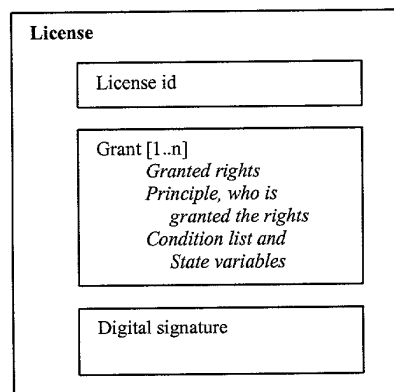 License
License id
Grant [1..n]
Granted rights
Principle, who is
granted the rights
Condition list and
State variables
Digital signature